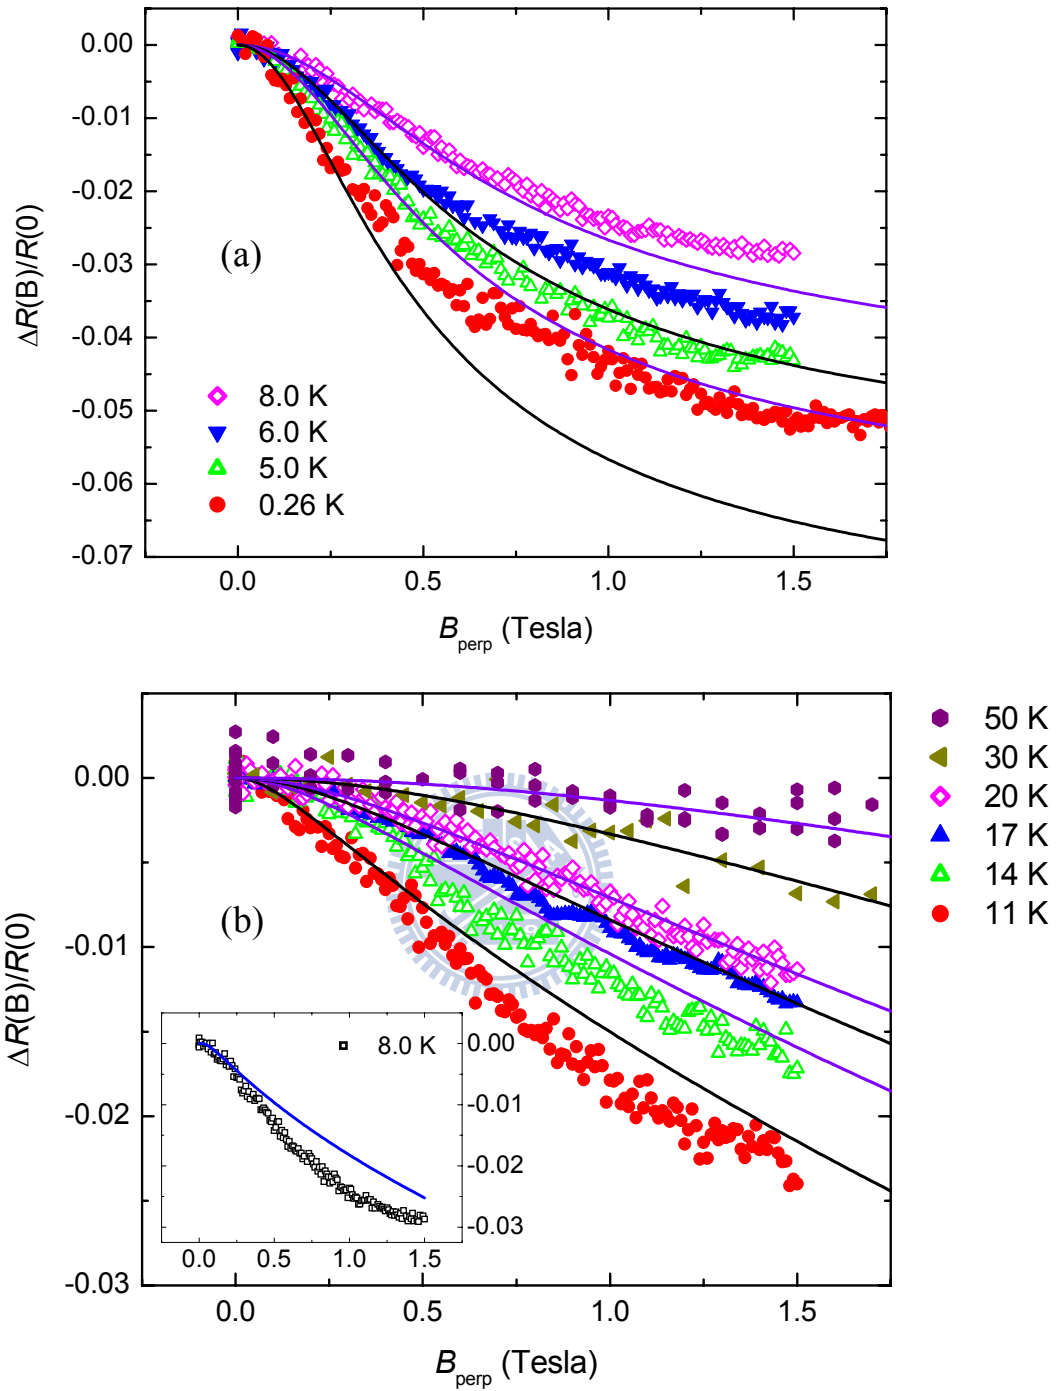 0.00
-0.01
-0.02
-0.03
-0.04
-0.05
-0.06
-0.07
ΔR(B)/R(0)
(a)
8.0 K
6.0 K
5.0 K
0.26 K
0.0 0.5 1.0 1.5
B_perp (Tesla)
0.00
-0.01
-0.02
-0.03
ΔR(B)/R(0)
(b)
50 K
30 K
20 K
17 K
14 K
11 K
8.0 K
0.00
-0.01
-0.02
-0.03
0.0 0.5 1.0 1.5
0.0 0.5 1.0 1.5
B_perp (Tesla)